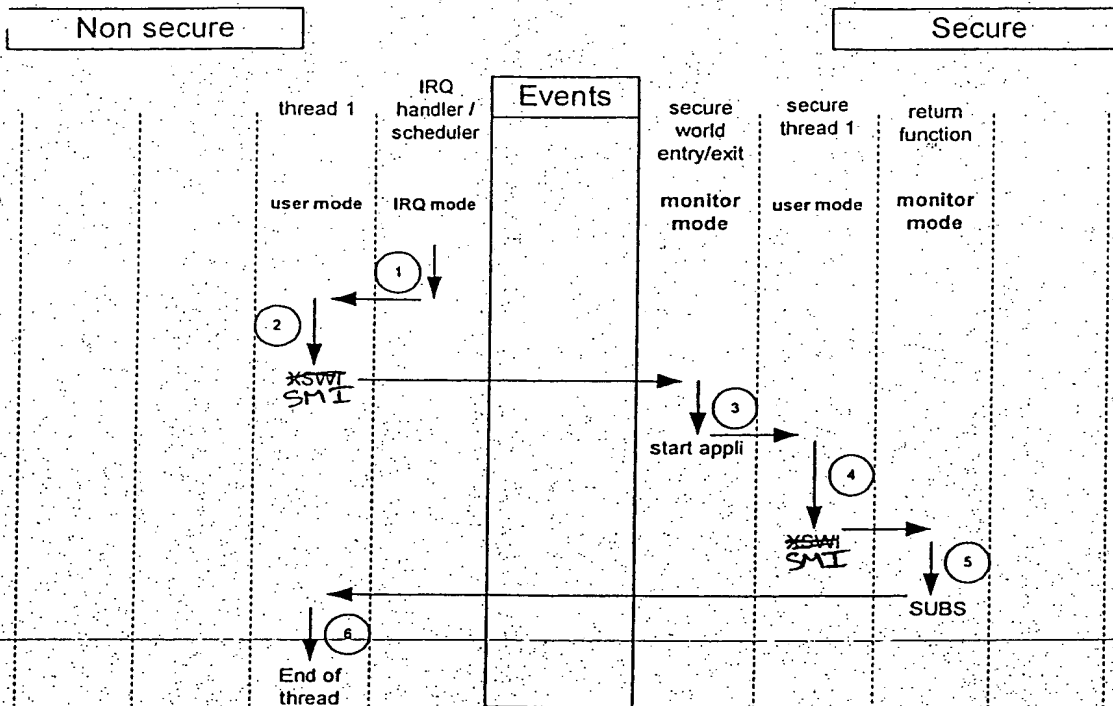 Non secure
Secure
Events
thread 1
IRQ
handler /
scheduler
secure
world
entry/exit
secure
thread 1
return
function
user mode
IRQ mode
monitor
mode
user mode
monitor
mode
1
2
XSWI
SMI
3
start appli
4
XSWI
SMI
5
SUBS
6
End of
thread